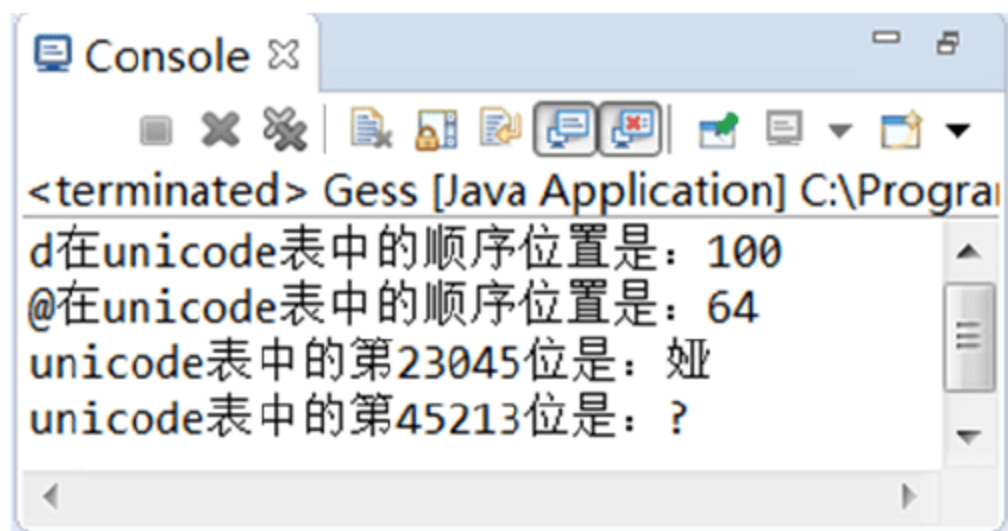 Console
<terminated> Gess [Java Application] C:\Progra
d在unicode表中的顺序位置是：100
@在unicode表中的顺序位置是：64
unicode表中的第23045位是：娅
unicode表中的第45213位是：?